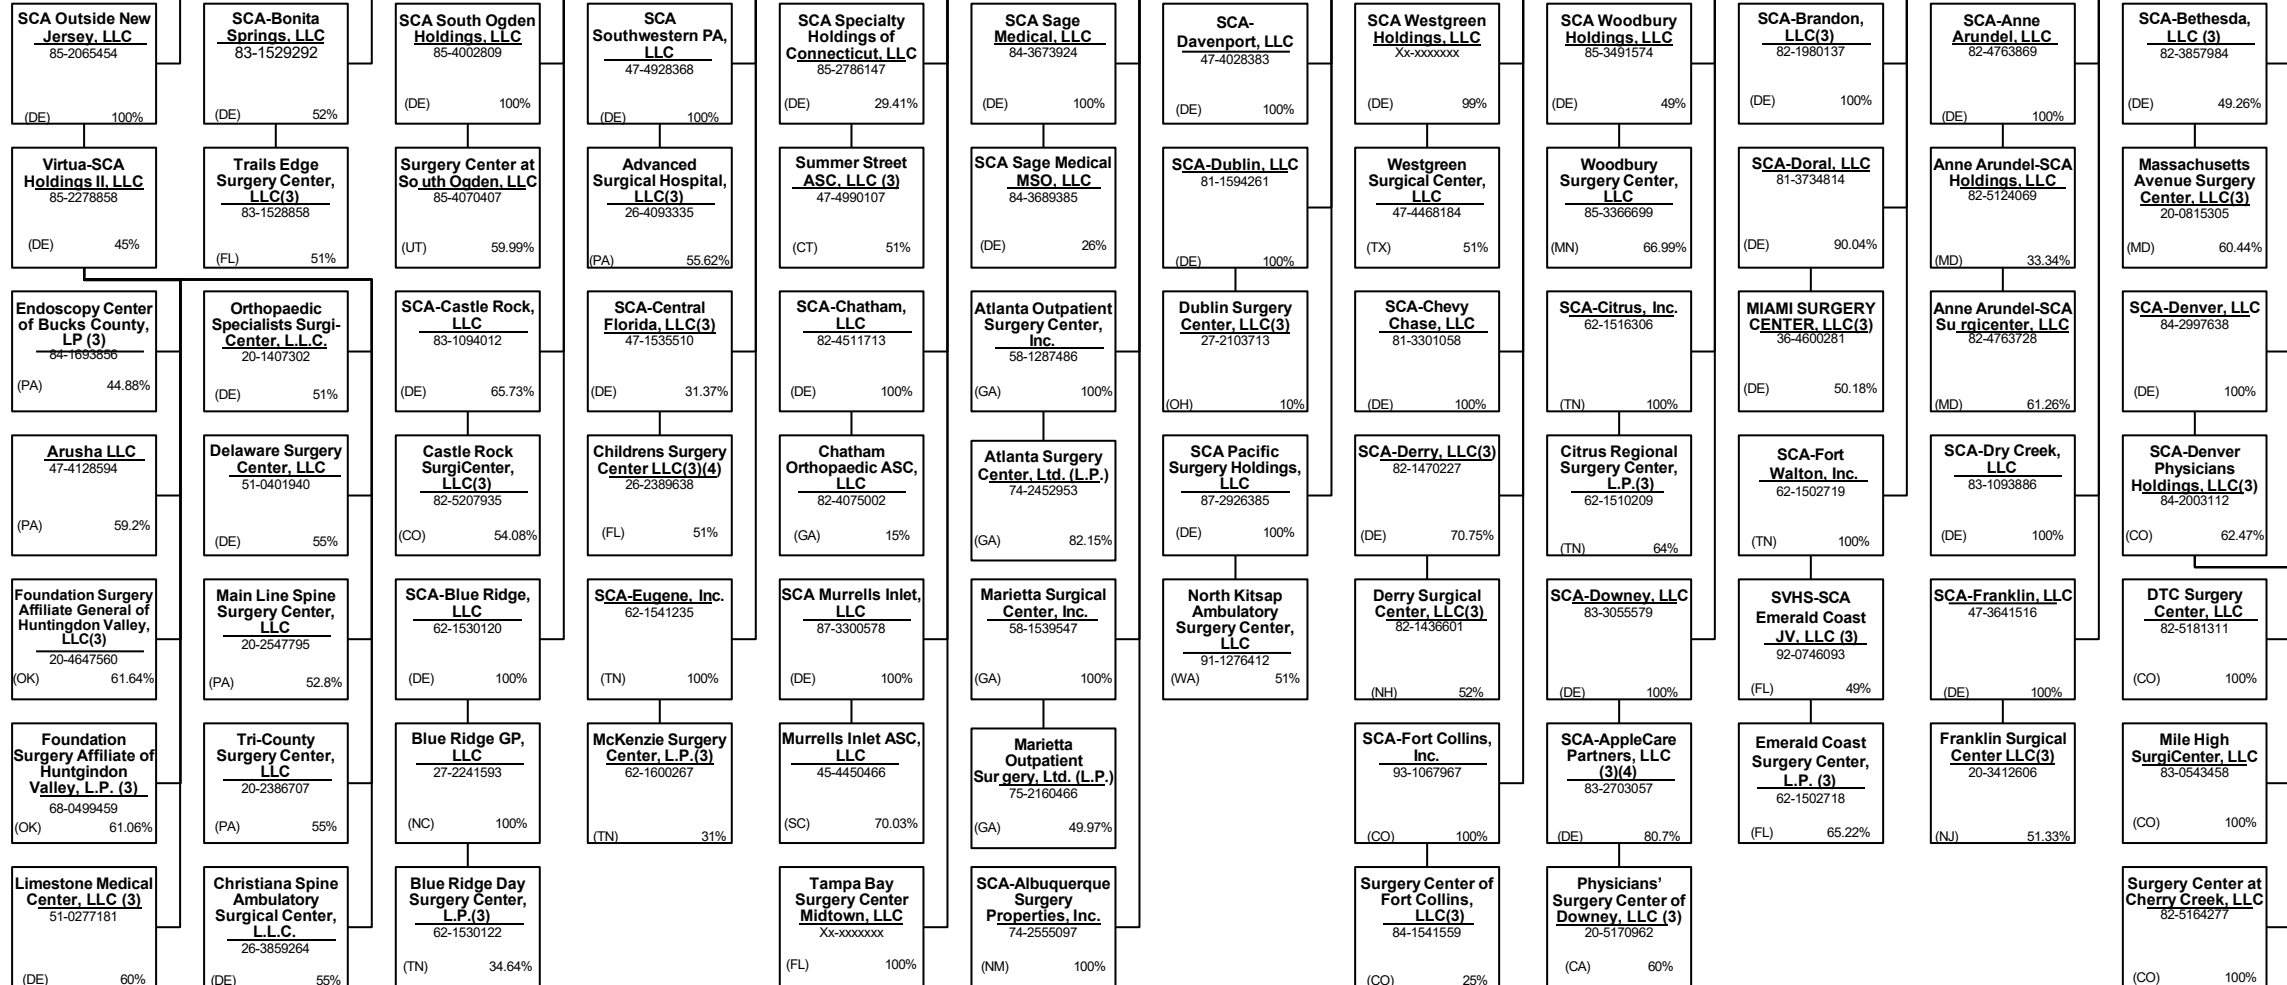 SCA Outside New
Jersey, LLC
85-2065454
(DE) 100%
Virtua-SCA
Holdings II, LLC
85-2278858
(DE) 45%
Endoscopy Center
of Bucks County,
LP (3)
84-1693856
(PA) 44.88%
Arusha LLC
47-4128594
(PA) 59.2%
Foundation Surgery
Affiliate General of
Huntingdon Valley,
LLC(3)
20-4647560
(OK) 61.64%
Foundation
Surgery Affiliate of
Huntgindon
Valley, L.P. (3)
68-0499459
(OK) 61.06%
Limestone Medical
Center, LLC (3)
51-0277181
(DE) 60%
SCA-Bonita
Springs, LLC
83-1529292
(DE) 52%
Trails Edge
Surgery Center,
LLC(3)
83-1528858
(FL) 51%
Orthopaedic
Specialists Surgi-
Center, L.L.C.
20-1407302
(DE) 51%
Delaware Surgery
Center, LLC
51-0401940
(DE) 55%
Main Line Spine
Surgery Center,
LLC
20-2547795
(PA) 52.8%
Tri-County
Surgery Center,
LLC
20-2386707
(PA) 55%
Christiana Spine
Ambulatory
Surgical Center,
L.L.C.
26-3859264
(DE) 55%
SCA South Ogden
Holdings, LLC
85-4002809
(DE) 100%
Surgery Center at
South Ogden, LLC
85-4070407
(UT) 59.99%
SCA-Castle Rock,
LLC
83-1094012
(DE) 65.73%
Castle Rock
SurgiCenter,
LLC(3)
82-5207935
(CO) 54.08%
SCA-Blue Ridge,
LLC
62-1530120
(DE) 100%
Blue Ridge GP,
LLC
27-2241593
(NC) 100%
Blue Ridge Day
Surgery Center,
L.P.(3)
62-1530122
(TN) 34.64%
SCA
Southwestern PA,
LLC
47-4928368
(DE) 100%
Advanced
Surgical Hospital,
LLC(3)
26-4093335
(PA) 55.62%
SCA-Central
Florida, LLC(3)
47-1535510
(DE) 31.37%
Childrens Surgery
Center LLC(3)(4)
26-2389638
(FL) 51%
SCA-Eugene, Inc.
62-1541235
(TN) 100%
McKenzie Surgery
Center, L.P.(3)
62-1600267
(TN) 31%
SCA Specialty
Holdings of
Connecticut, LLC
85-2786147
(DE) 29.41%
Summer Street
ASC, LLC (3)
47-4990107
(CT) 51%
SCA-Chatham,
LLC
82-4511713
(DE) 100%
Chatham
Orthopaedic ASC,
LLC
82-4075002
(GA) 15%
SCA Murrells Inlet,
LLC
87-3300578
(DE) 100%
Murrells Inlet ASC,
LLC
45-4450466
(SC) 70.03%
Tampa Bay
Surgery Center
Midtown, LLC
Xx-xxxxxxx
(FL) 100%
SCA Sage
Medical, LLC
84-3673924
(DE) 100%
SCA Sage Medical
MSO, LLC
84-3689385
(DE) 26%
Atlanta Outpatient
Surgery Center,
Inc.
58-1287486
(GA) 100%
Atlanta Surgery
Center, Ltd. (L.P.)
74-2452953
(GA) 82.15%
Marietta Surgical
Center, Inc.
58-1539547
(GA) 100%
Marietta
Outpatient
Surgery, Ltd. (L.P.)
75-2160466
(GA) 49.97%
SCA-Albuquerque
Surgery
Properties, Inc.
74-2555097
(NM) 100%
SCA-
Davenport, LLC
47-4028383
(DE) 100%
SCA-Dublin, LLC
81-1594261
(DE) 100%
Dublin Surgery
Center, LLC(3)
27-2103713
(OH) 10%
SCA Pacific
Surgery Holdings,
LLC
87-2926385
(DE) 100%
North Kitsap
Ambulatory
Surgery Center,
LLC
91-1276412
(WA) 51%
SCA Westgreen
Holdings, LLC
Xx-xxxxxxx
(DE) 99%
Westgreen
Surgical Center,
LLC
47-4468184
(TX) 51%
SCA-Chevy
Chase, LLC
81-3301058
(DE) 100%
SCA-Derry, LLC(3)
82-1470227
(DE) 70.75%
Derry Surgical
Center, LLC(3)
82-1436601
(NH) 52%
SCA-Fort Collins,
Inc.
93-1067967
(CO) 100%
Surgery Center of
Fort Collins,
LLC(3)
84-1541559
(CO) 25%
SCA Woodbury
Holdings, LLC
85-3491574
(DE) 49%
Woodbury
Surgery Center,
LLC
85-3366699
(MN) 66.99%
SCA-Citrus, Inc.
62-1516306
(TN) 100%
Citrus Regional
Surgery Center,
L.P.(3)
62-1510209
(TN) 64%
SCA-Downey, LLC
83-3055579
(DE) 100%
SCA-AppleCare
Partners, LLC
(3)(4)
83-2703057
(DE) 80.7%
Physicians’
Surgery Center of
Downey, LLC (3)
20-5170962
(CA) 60%
SCA-Brandon,
LLC(3)
82-1980137
(DE) 100%
SCA-Doral, LLC
81-3734814
(DE) 90.04%
MIAMI SURGERY
CENTER, LLC(3)
36-4600281
(DE) 50.18%
SCA-Fort
Walton, Inc.
62-1502719
(TN) 100%
SVHS-SCA
Emerald Coast
JV, LLC (3)
92-0746093
(FL) 49%
Emerald Coast
Surgery Center,
L.P. (3)
62-1502718
(FL) 65.22%
SCA-Anne
Arundel, LLC
82-4763869
(DE) 100%
Anne Arundel-SCA
Holdings, LLC
82-5124069
(MD) 33.34%
Anne Arundel-SCA
Surgicenter, LLC
82-4763728
(MD) 61.26%
SCA-Dry Creek,
LLC
83-1093886
(DE) 100%
SCA-Franklin, LLC
47-3641516
(DE) 100%
Franklin Surgical
Center LLC(3)
20-3412606
(NJ) 51.33%
SCA-Bethesda,
LLC (3)
82-3857984
(DE) 49.26%
Massachusetts
Avenue Surgery
Center, LLC(3)
20-0815305
(MD) 60.44%
SCA-Denver, LLC
84-2997638
(DE) 100%
SCA-Denver
Physicians
Holdings, LLC(3)
84-2003112
(CO) 62.47%
DTC Surgery
Center, LLC
82-5181311
(CO) 100%
Mile High
SurgiCenter, LLC
83-0543458
(CO) 100%
Surgery Center at
Cherry Creek, LLC
82-5164277
(CO) 100%